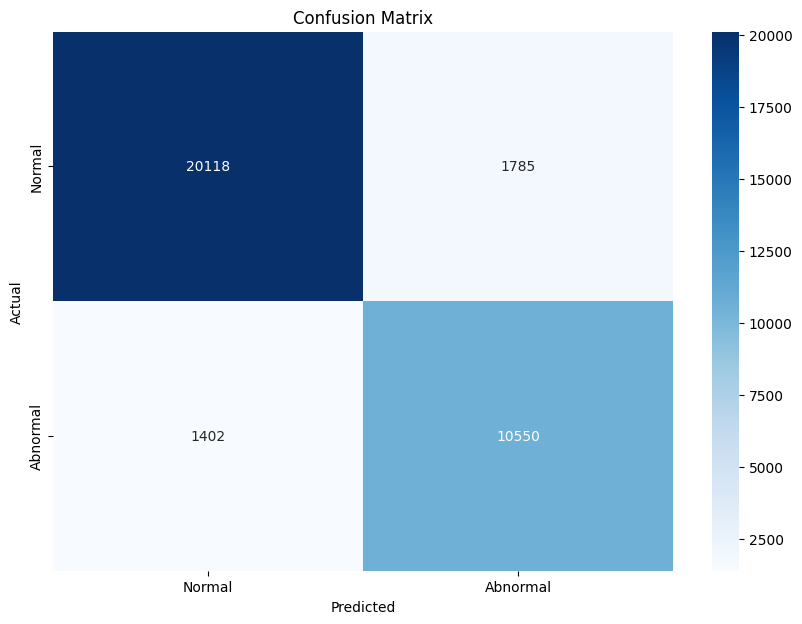 Confusion Matrix
Normal
20118
1785
Actual
Abnormal
1402
10550
Normal
Abnormal
Predicted
20000
17500
15000
12500
10000
7500
5000
2500